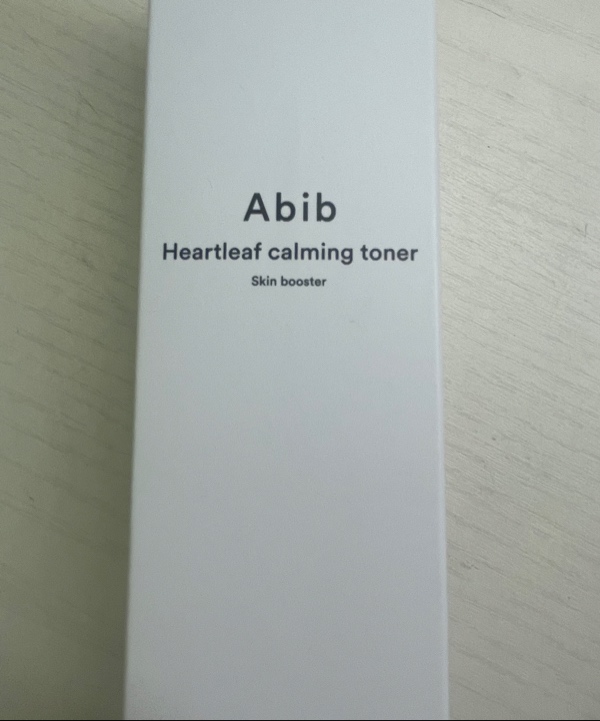 Abib
Heartleaf calming toner
Skin booster